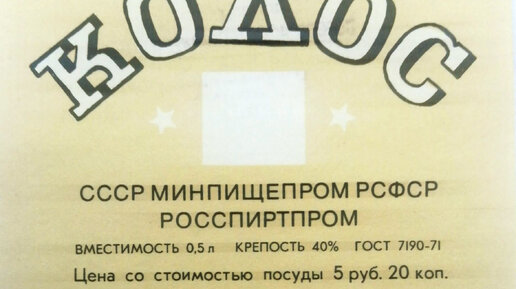 КОЛОС
СССР МИНПИЩЕПРОМ РСФСР
РОССПИРТПРОМ
ВМЕСТИМОСТЬ 0,5 л КРЕПОСТЬ 40% ГОСТ 7190-71
Цена со стоимостью посуды 5 руб. 20 коп.